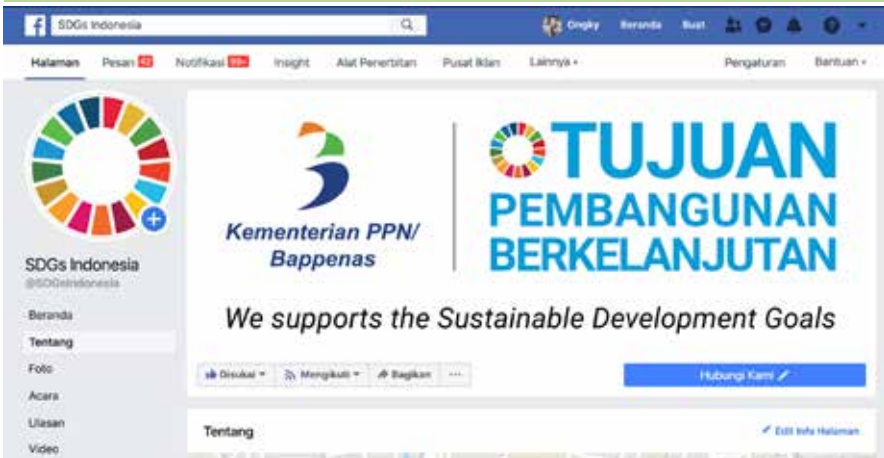 SDGs Indonesia
Ongky Beranda Buat
Halaman Pesan 42 Notifikasi 99+ Insight Alat Penerbitan Pusat Iklan Lainnya Pengaturan Bantuan
TUJUAN
PEMBANGUNAN
BERKELANJUTAN
Kementerian PPN/
Bappenas
We supports the Sustainable Development Goals
SDGs Indonesia
@SDGsIndonesia
Beranda
Tentang
Foto
Acara
Ulasan
Video
Disukai Mengikuti Bagikan ...
Hubungi Kami
Tentang
Edit Info Halaman